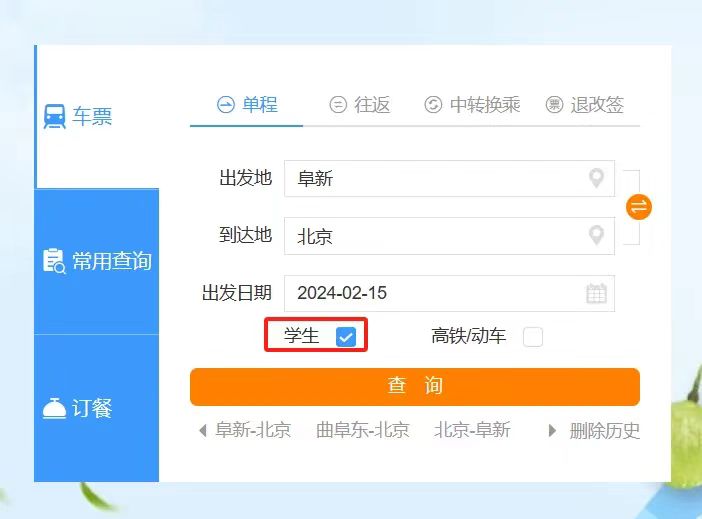 车票
常用查询
订餐
单程 往返 中转换乘 退改签
出发地 阜新
到达地 北京
出发日期 2024-02-15
学生 高铁/动车
查 询
阜新-北京 曲阜东-北京 北京-阜新 删除历史